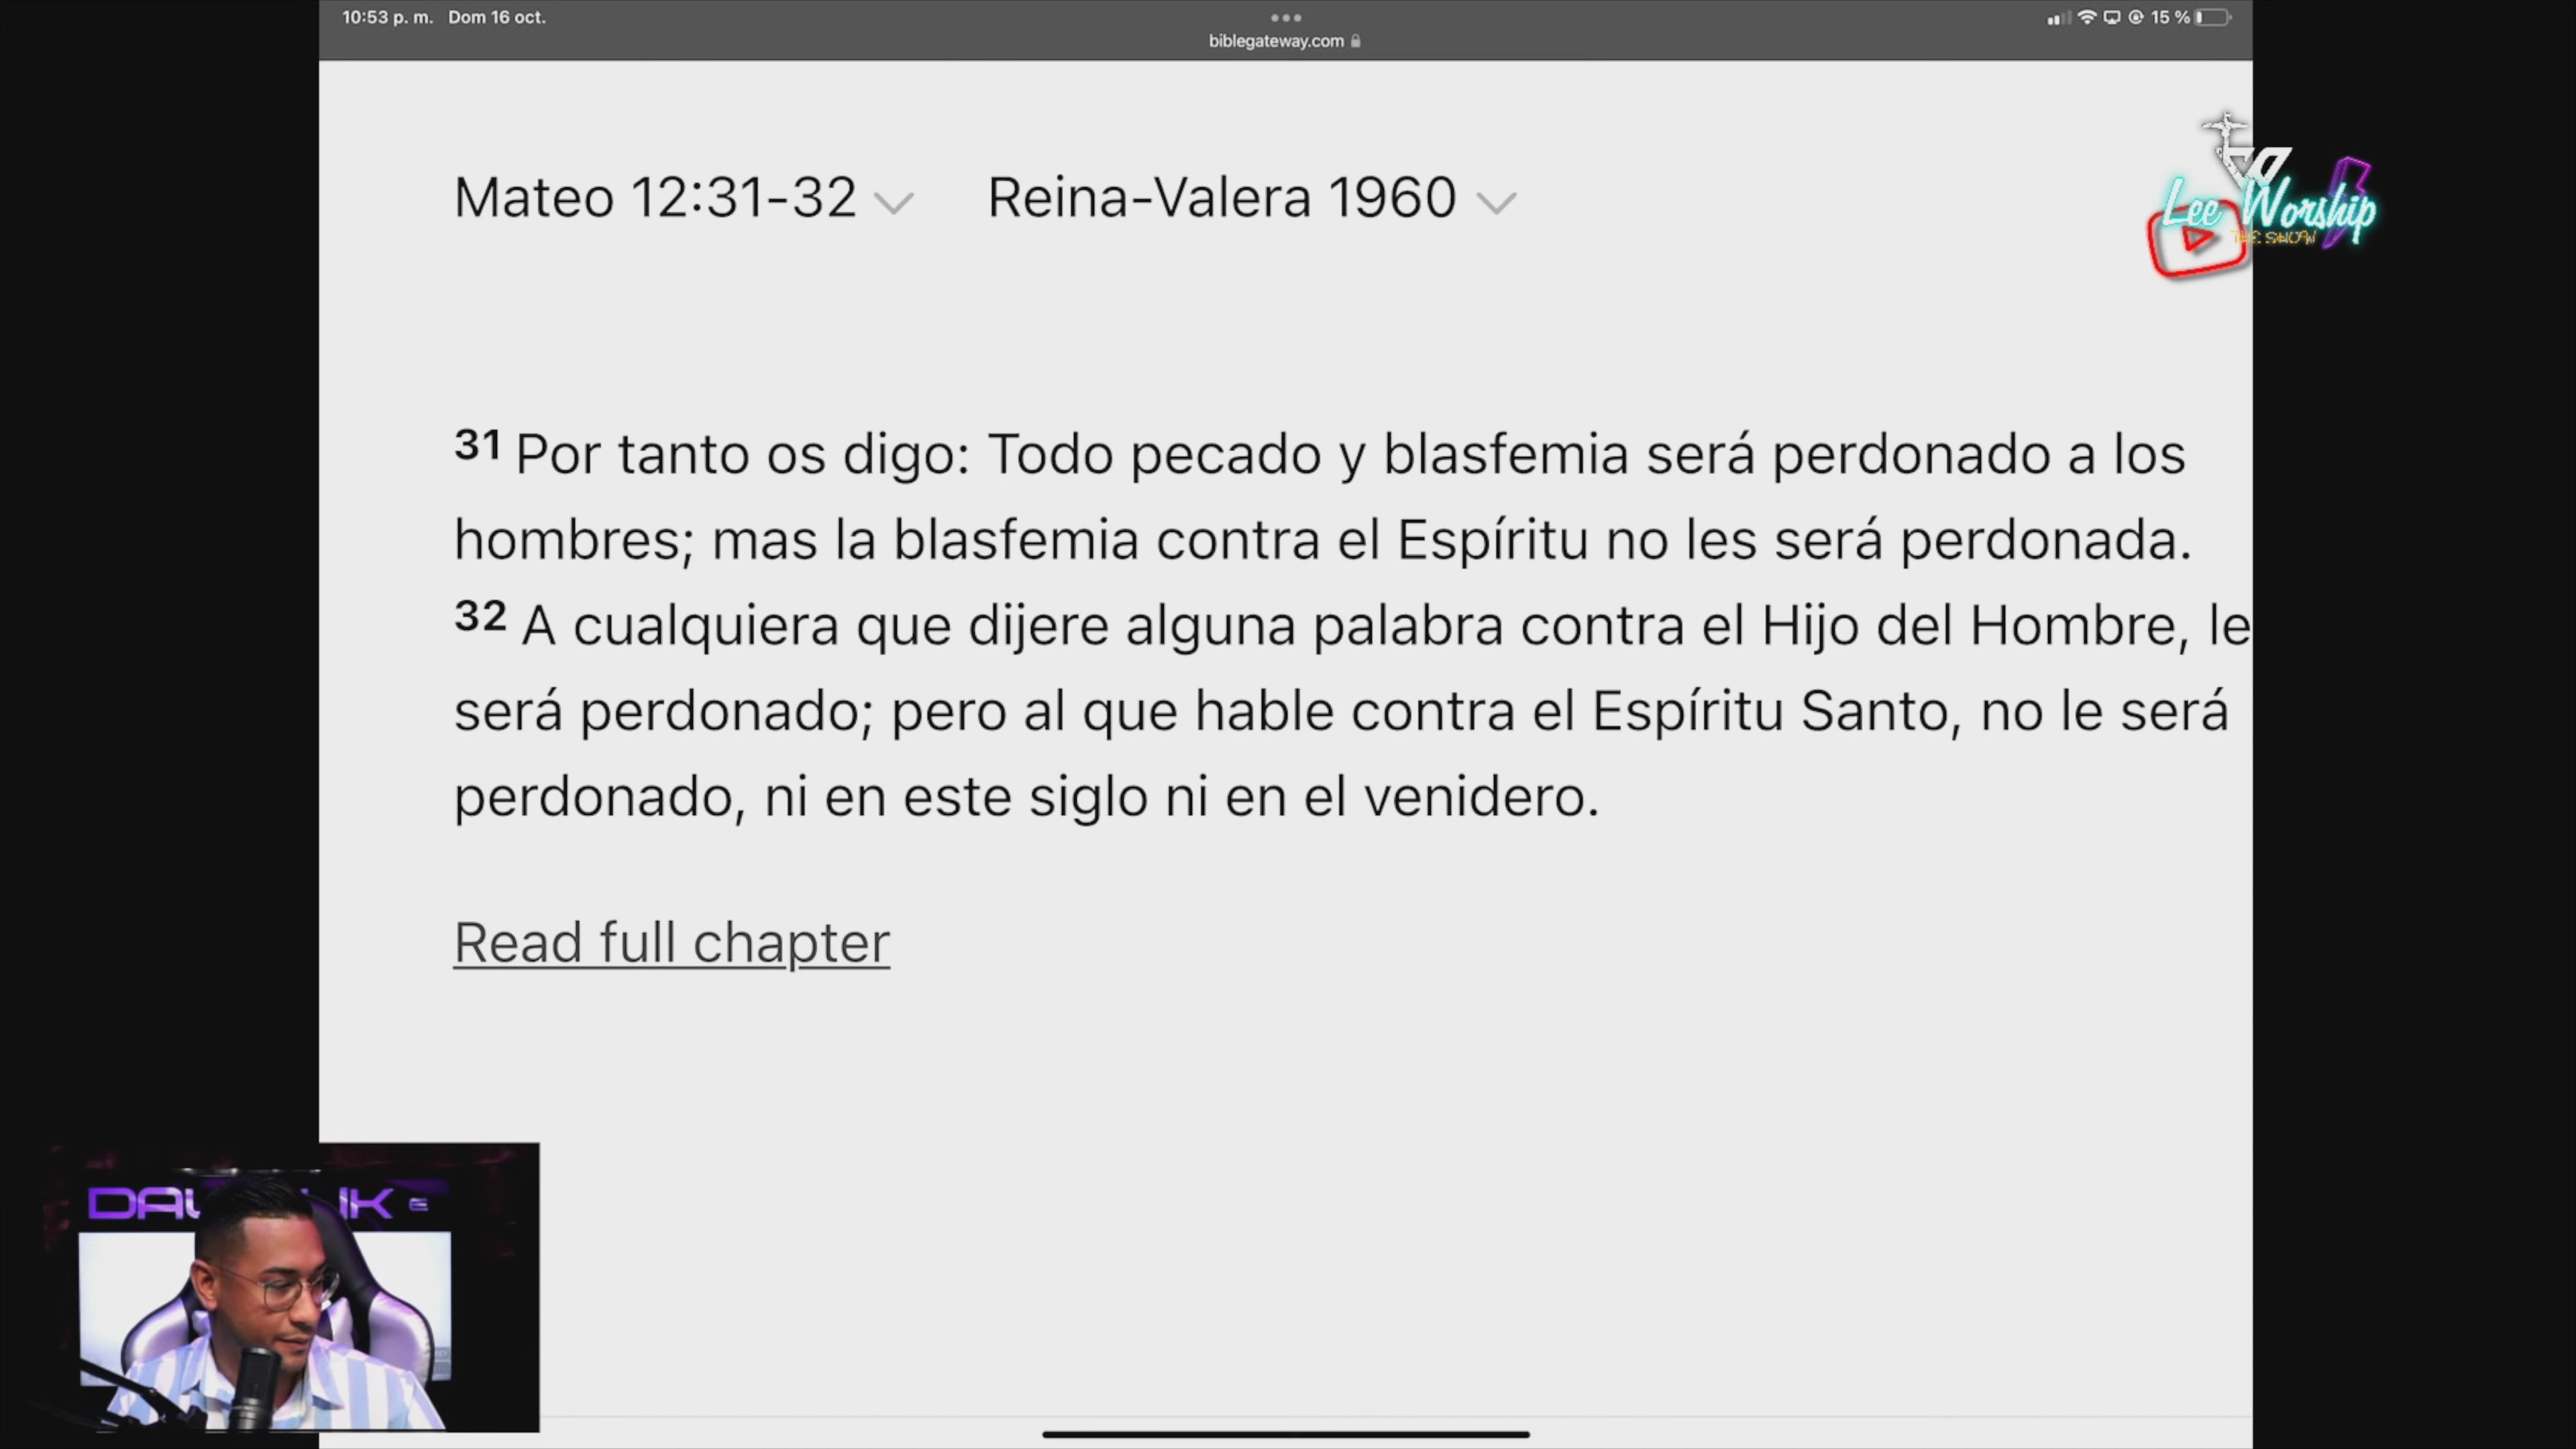 10:53 p. m. Dom 16 oct.
15 %
biblegateway.com
Mateo 12:31-32
Reina-Valera 1960
Lee Worship
THE SHOW
31 Por tanto os digo: Todo pecado y blasfemia será perdonado a los
hombres; mas la blasfemia contra el Espíritu no les será perdonada.
32 A cualquiera que dijere alguna palabra contra el Hijo del Hombre, le
será perdonado; pero al que hable contra el Espíritu Santo, no le será
perdonado, ni en este siglo ni en el venidero.
Read full chapter